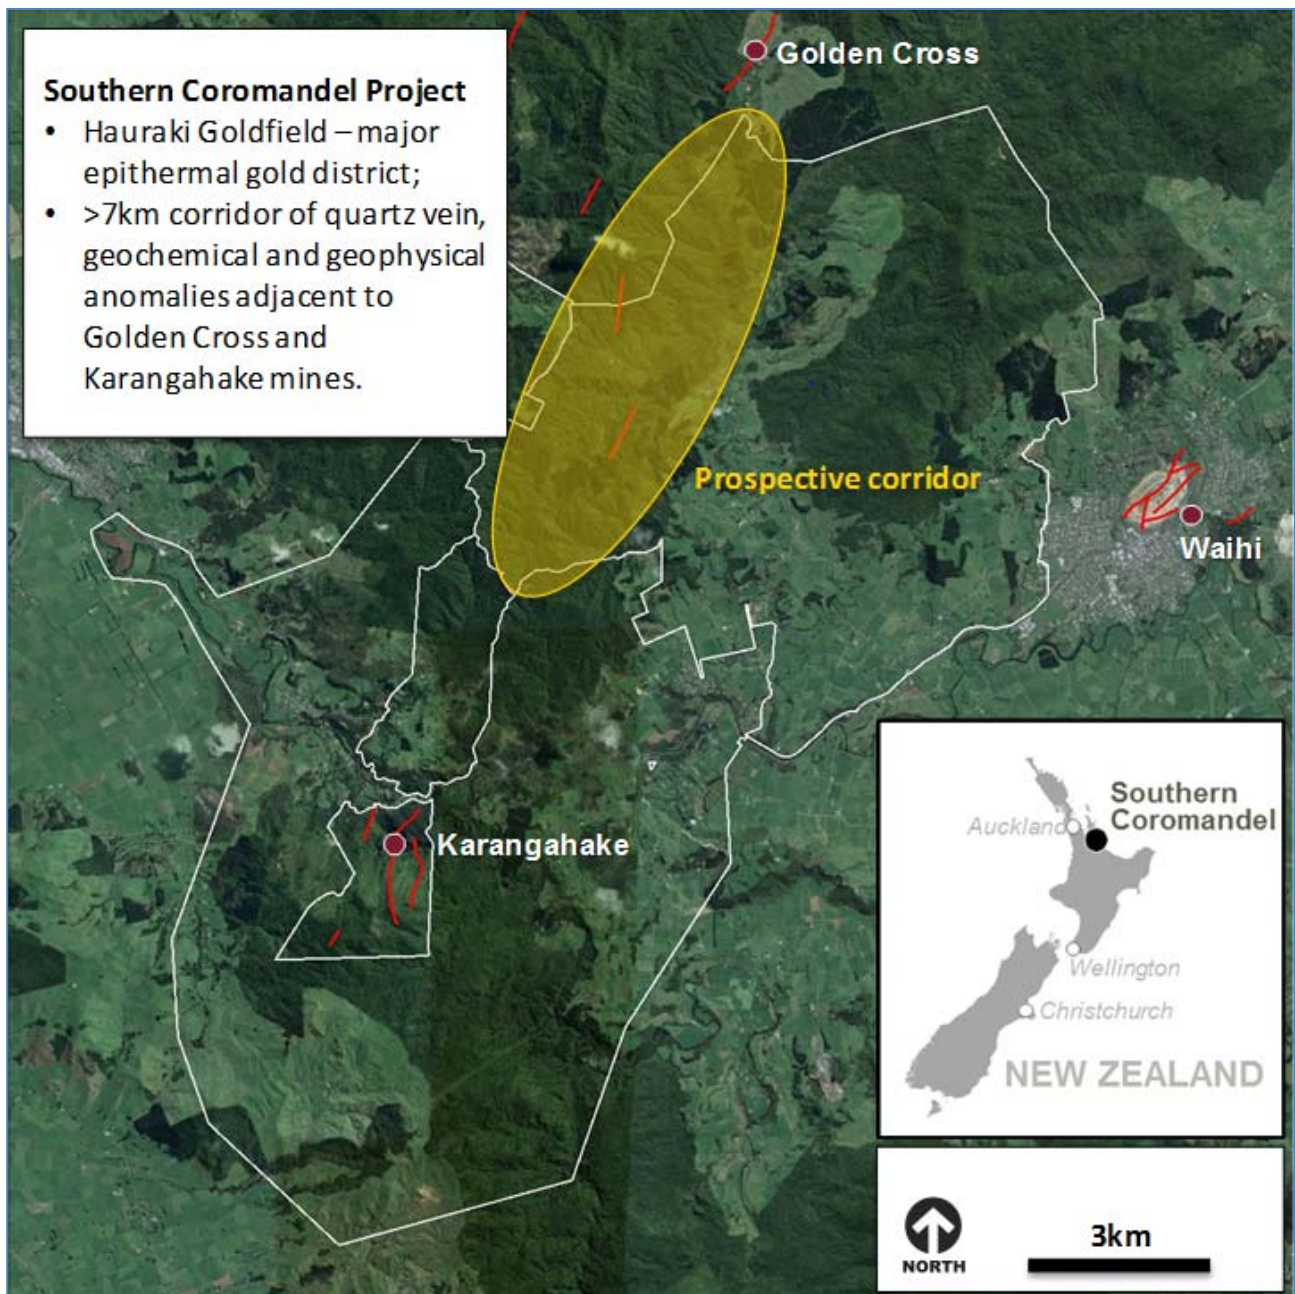 Southern Coromandel Project
• Hauraki Goldfield – major
epithermal gold district;
• >7km corridor of quartz vein,
geochemical and geophysical
anomalies adjacent to
Golden Cross and
Karangahake mines.
Golden Cross
Prospective corridor
Waihi
Karangahake
Southern
Coromandel
Auckland
Wellington
Christchurch
NEW ZEALAND
NORTH
3km